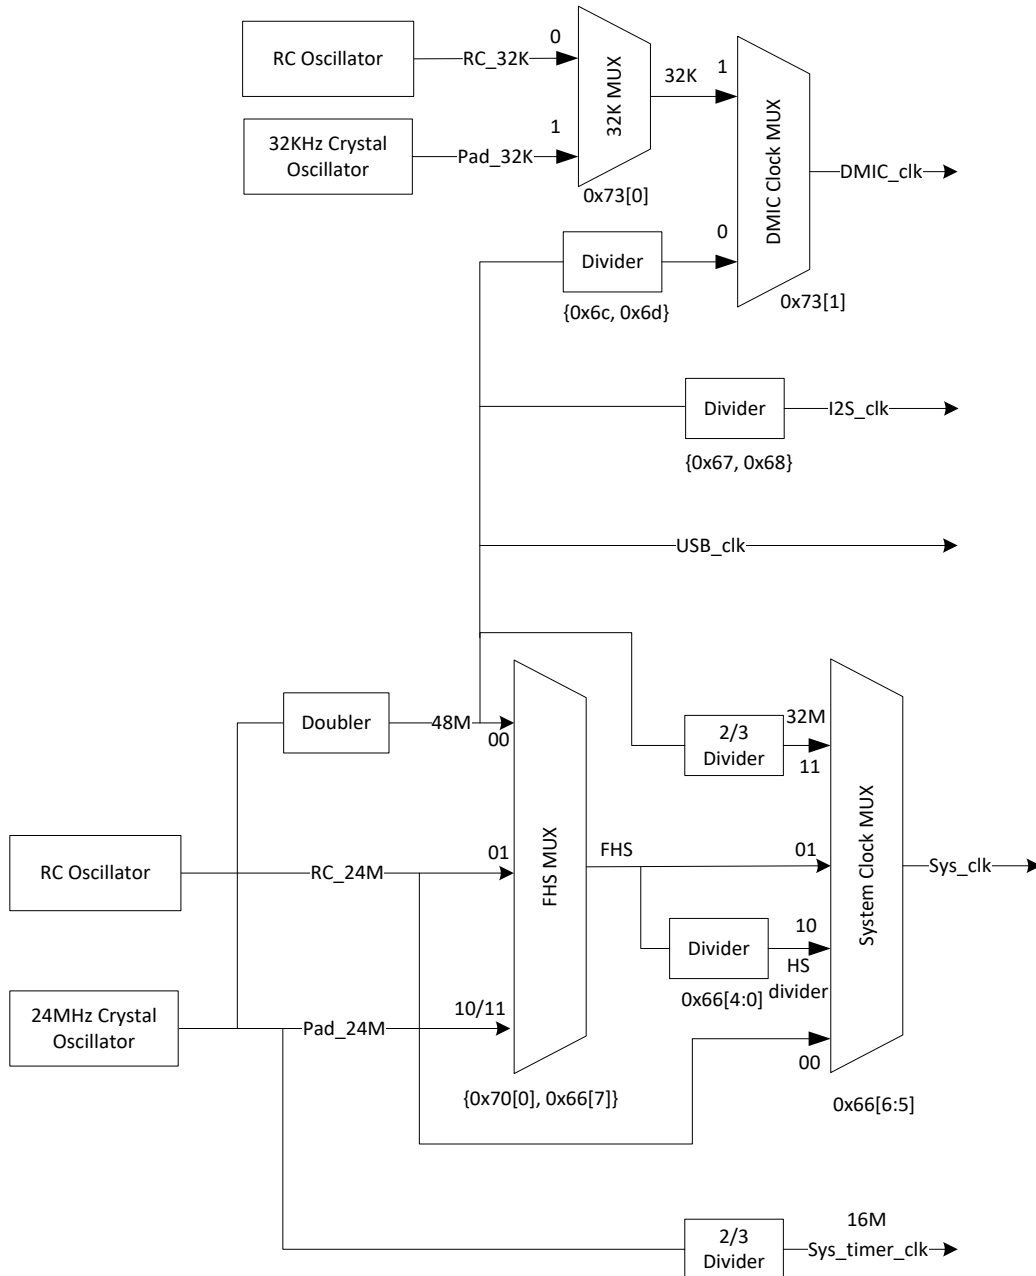 RC Oscillator
RC_32K
0
32KHz Crystal
Oscillator
Pad_32K
1
32K MUX
0x73[0]
32K
1
0
DMIC Clock MUX
0x73[1]
DMIC_clk
Divider
{0x6c, 0x6d}
Divider
{0x67, 0x68}
I2S_clk
USB_clk
Doubler
48M
00
RC Oscillator
RC_24M
01
24MHz Crystal
Oscillator
Pad_24M
10/11
FHS MUX
{0x70[0], 0x66[7]}
FHS
2/3
Divider
32M
11
01
Divider
0x66[4:0]
10
HS
divider
00
System Clock MUX
0x66[6:5]
Sys_clk
2/3
Divider
16M
Sys_timer_clk